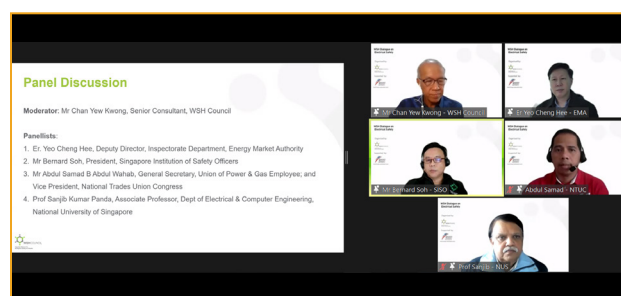 Panel Discussion
Moderator: Mr Chan Yew Kwong, Senior Consultant, WSH Council
Panellists:
1. Er. Yeo Cheng Hee, Deputy Director, Inspectorate Department, Energy Market Authority
2. Mr Bernard Soh, President, Singapore Institution of Safety Officers
3. Mr Abdul Samad B Abdul Wahab, General Secretary, Union of Power & Gas Employee; and
Vice President, National Trades Union Congress
4. Prof Sanjib Kumar Panda, Associate Professor, Dept of Electrical & Computer Engineering,
National University of Singapore
Mr Chan Yew Kwong - WSH Council
Er Yeo Cheng Hee - EMA
Mr Bernard Soh - SISO
Abdul Samad - NTUC
Prof Sanjib - NUS